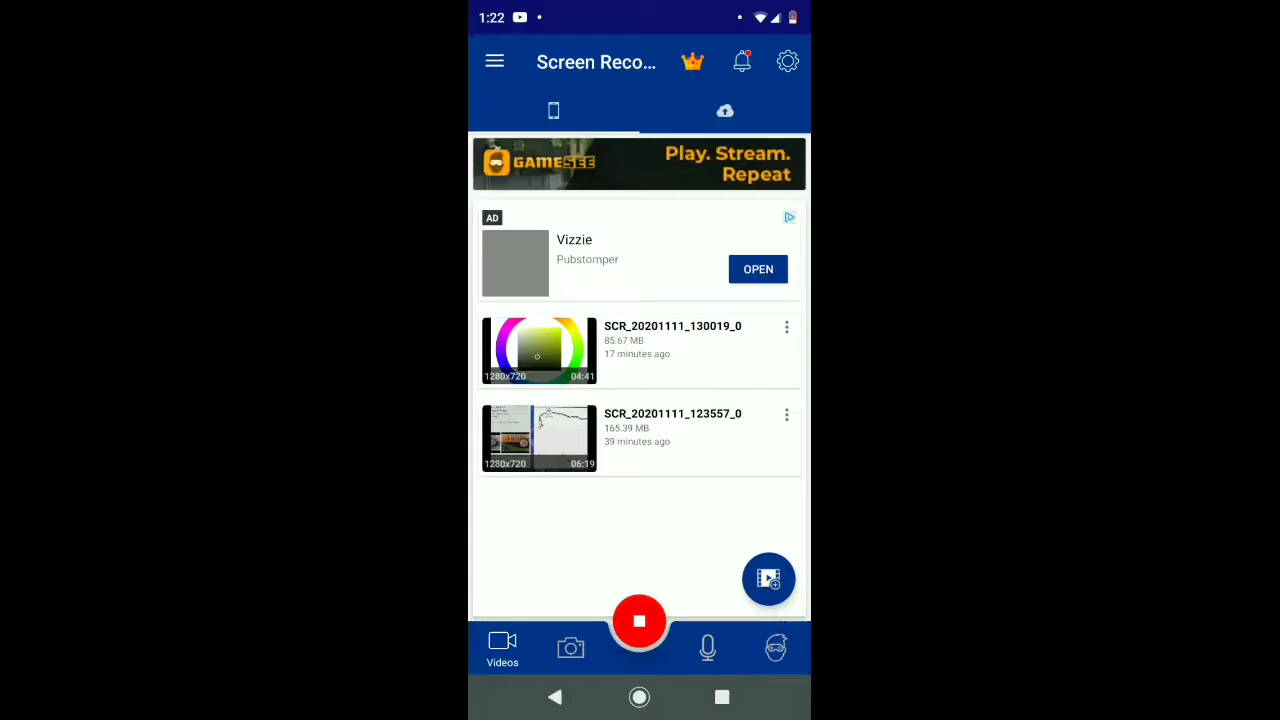 1:22
Screen Reco...
GAMESEE
Play. Stream.
Repeat
AD
Vizzie
Pubstomper
OPEN
SCR_20201111_130019_0
85.67 MB
17 minutes ago
1280x720 04:41
SCR_20201111_123557_0
165.39 MB
39 minutes ago
1280x720 06:19
Videos